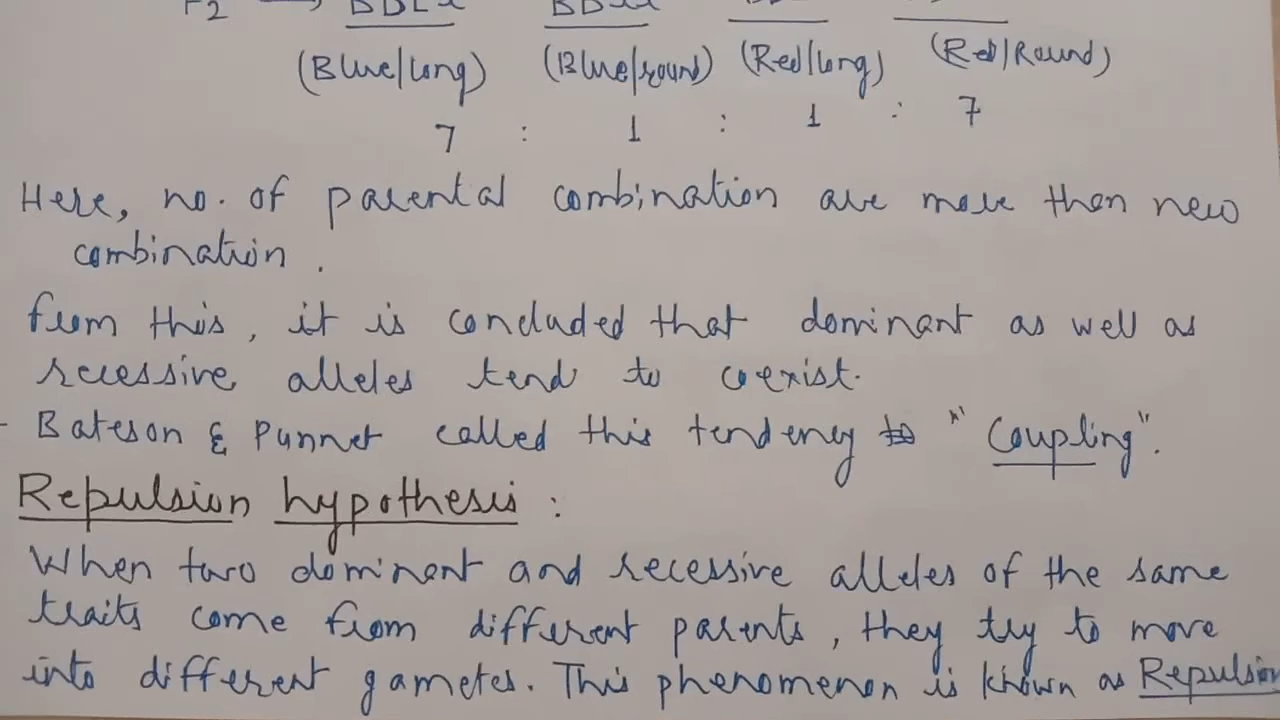 F2
(Blue/long) (Blue/round) (Red/long) (Red/Round)
7 : 1 : 1 : 7
Here, no. of parental combination are more then new
combination.
from this, it is concluded that dominant as well as
recessive alleles tend to coexist.
- Bateson & Punnet called this tendency "Coupling".
Repulsion hypothesis :
When two dominent and recessive alleles of the same
traits come from different parents, they try to move
into different gametes. This phenomenon is known as Repulsion